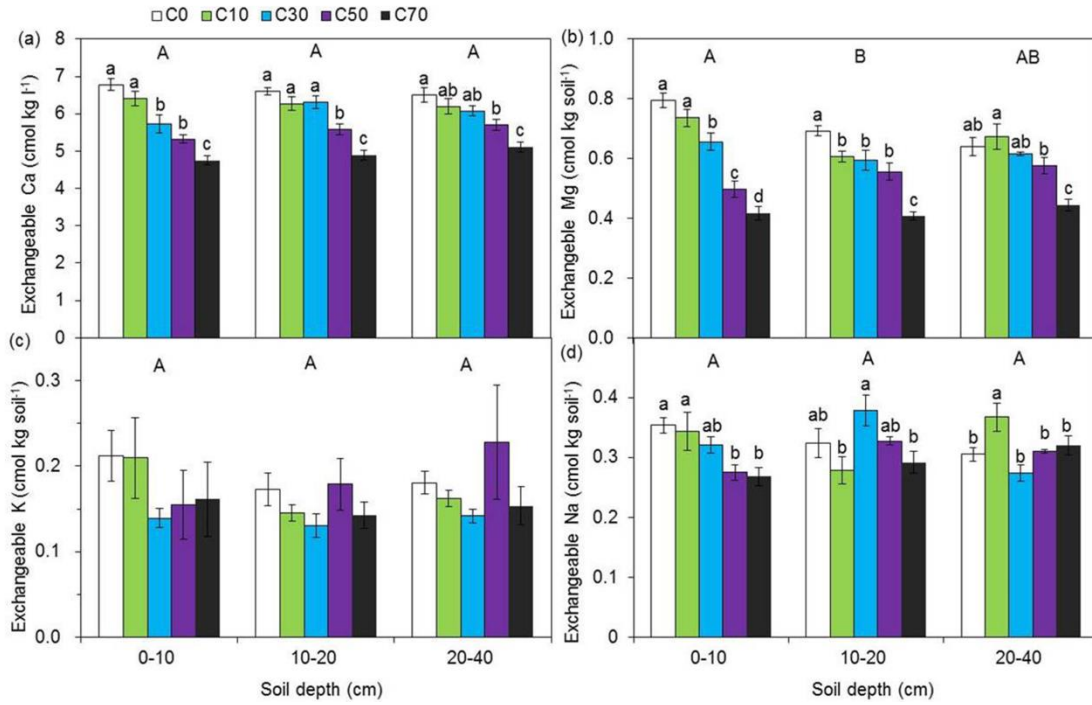 C0 C10 C30 C50 C70
(a)
Exchangeable Ca (cmol kg l⁻¹)
8
7
6
5
4
3
2
1
0
A A A
a a b b c
a a a b c
a ab ab b c
(b)
Exchangeble Mg (cmol kg soil⁻¹)
1.0
0.8
0.6
0.4
0.2
0.0
A B AB
a a b c d
a b b b c
ab a ab b c
(c)
Exchangeable K (cmol kg soil⁻¹)
0.3
0.2
0.1
0.0
A A A
0-10 10-20 20-40
Soil depth (cm)
(d)
Exchangeable Na (cmol kg soil⁻¹)
0.4
0.3
0.2
0.1
0
A A A
a a ab b b
ab b a ab b
b a b b b
0-10 10-20 20-40
Soil depth (cm)